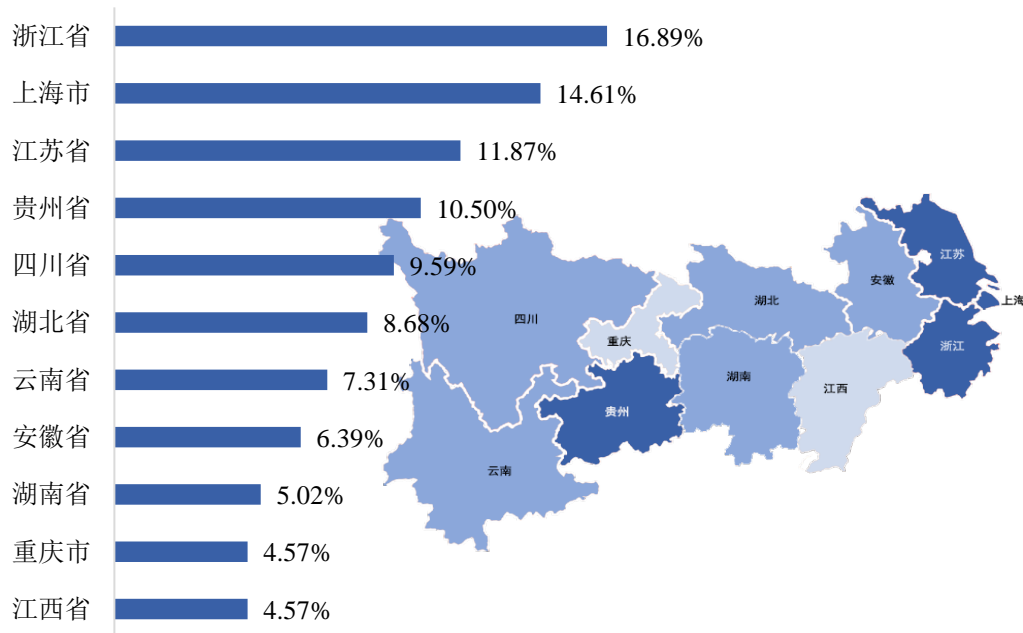 浙江省 16.89%
上海市 14.61%
江苏省 11.87%
贵州省 10.50%
四川省 9.59%
湖北省 8.68%
云南省 7.31%
安徽省 6.39%
湖南省 5.02%
重庆市 4.57%
江西省 4.57%
江苏
安徽
上海
湖北
四川
重庆
浙江
湖南
江西
贵州
云南